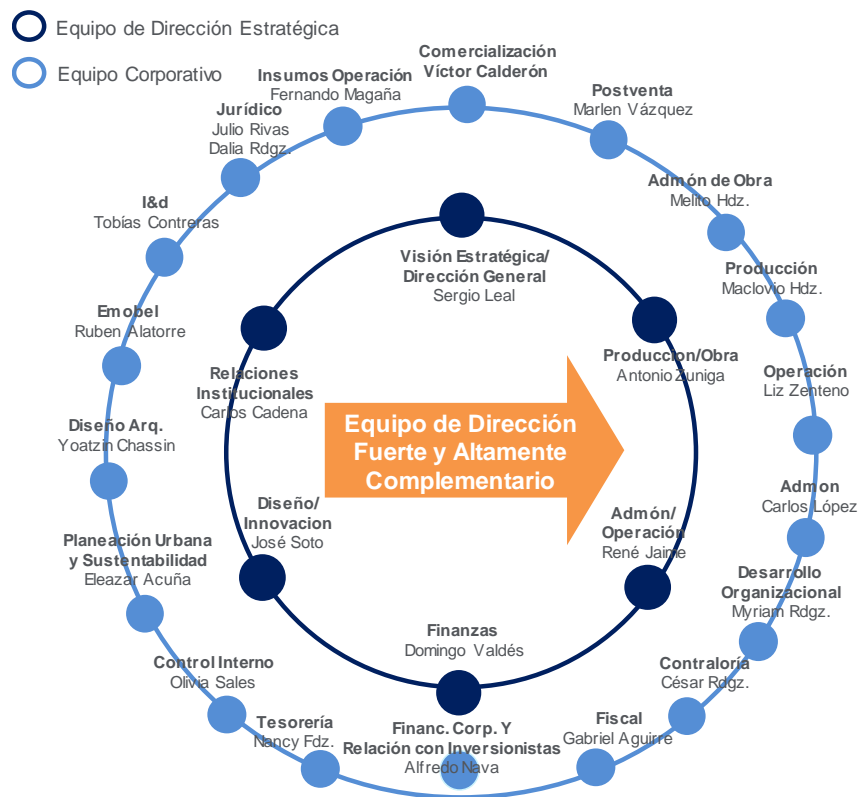 Equipo de Dirección Estratégica
Equipo Corporativo
Comercialización
Víctor Calderón
Insumos Operación
Fernando Magaña
Postventa
Marlen Vázquez
Jurídico
Julio Rivas
Dalia Rdgz.
Admón de Obra
Melito Hdz.
I&d
Tobías Contreras
Visión Estratégica/
Dirección General
Sergio Leal
Producción
Maclovio Hdz.
Emobel
Ruben Alatorre
Produccion/Obra
Antonio Zuniga
Relaciones
Institucionales
Carlos Cadena
Operación
Liz Zenteno
Equipo de Dirección
Fuerte y Altamente
Complementario
Diseño Arq.
Yoatzin Chassin
Admon
Carlos López
Diseño/
Innovacion
José Soto
Admón/
Operación
René Jaime
Planeación Urbana
y Sustentabilidad
Eleazar Acuña
Desarrollo
Organizacional
Myriam Rdgz.
Finanzas
Domingo Valdés
Control Interno
Olivia Sales
Contraloría
César Rdgz.
Tesorería
Nancy Fdz.
Financ. Corp. Y
Relación con Inversionistas
Alfredo Nava
Fiscal
Gabriel Aguirre